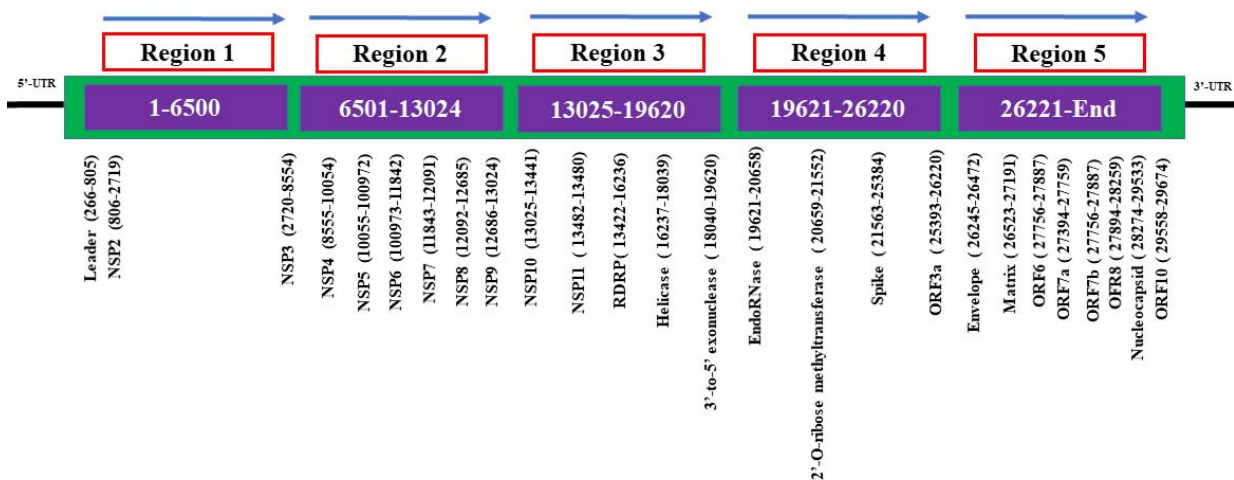 Region 1
Region 2
Region 3
Region 4
Region 5
5’-UTR
3’-UTR
1-6500
6501-13024
13025-19620
19621-26220
26221-End
Leader (266-805)
NSP2 (806-2719)
NSP3 (2720-8554)
NSP4 (8555-10054)
NSP5 (10055-100972)
NSP6 (100973-11842)
NSP7 (11843-12091)
NSP8 (12092-12685)
NSP9 (12686-13024)
NSP10 (13025-13441)
NSP11 ( 13482-13480)
RDRP( 13422-16236)
Helicase ( 16237-18039)
3’-to-5’ exonuclease ( 18040-19620)
EndoRNase ( 19621-20658)
2’-O-ribose methyltransferase ( 20659-21552)
Spike ( 21563-25384)
ORF3a ( 25393-26220)
Envelope ( 26245-26472)
Matrix ( 26523-27191)
ORF6 ( 27756-27887)
ORF7a ( 27394-27759)
ORF7b ( 27756-27887)
OFR8 ( 27894-28259)
Nucleocapsid ( 28274-29533)
ORF10 ( 29558-29674)